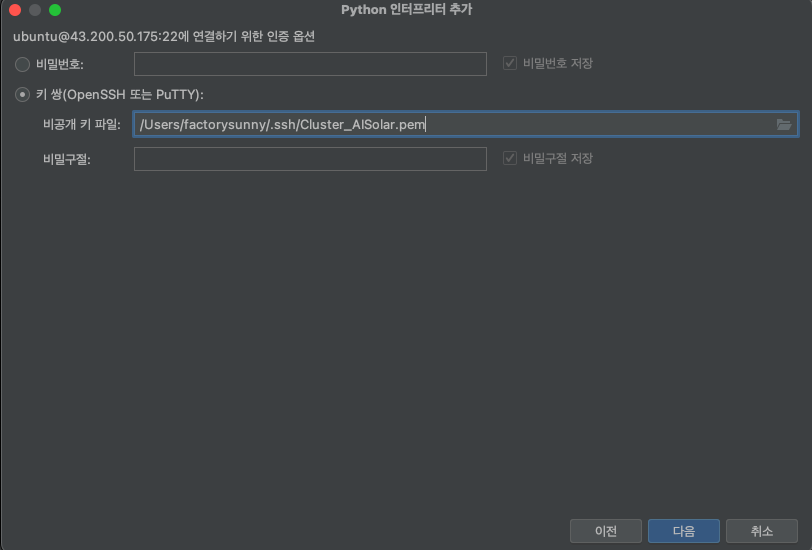 Python 인터프리터 추가
ubuntu@43.200.50.175:22에 연결하기 위한 인증 옵션
비밀번호: 비밀번호 저장
키 쌍(OpenSSH 또는 PuTTY):
비공개 키 파일: /Users/factorysunny/.ssh/Cluster_AISolar.pem
비밀구절: 비밀구절 저장
이전 다음 취소